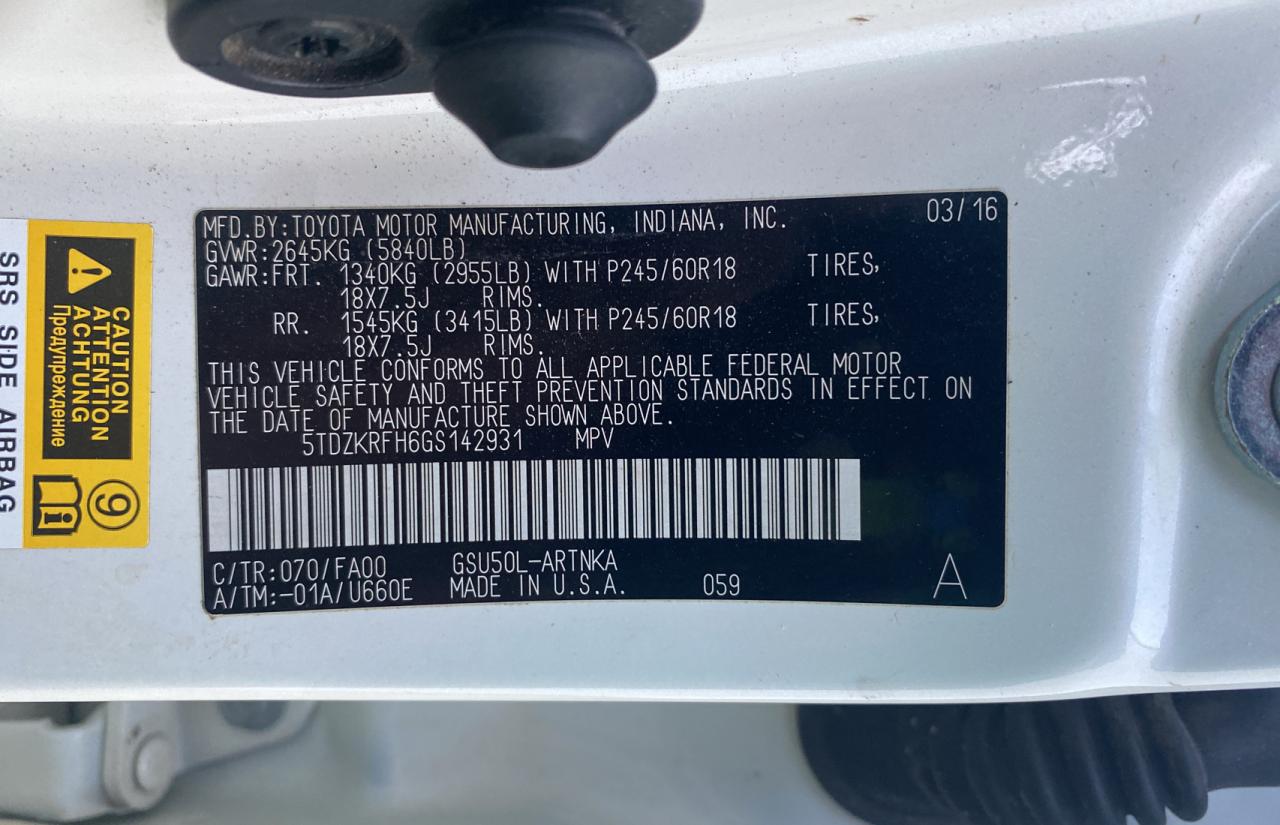 MFD.BY:TOYOTA MOTOR MANUFACTURING, INDIANA, INC. 03/16
GVWR:2645KG (5840LB)
GAWR:FRT. 1340KG (2955LB) WITH P245/60R18 TIRES,
18X7.5J RIMS.
RR. 1545KG (3415LB) WITH P245/60R18 TIRES,
18X7.5J RIMS.
THIS VEHICLE CONFORMS TO ALL APPLICABLE FEDERAL MOTOR
VEHICLE SAFETY AND THEFT PREVENTION STANDARDS IN EFFECT ON
THE DATE OF MANUFACTURE SHOWN ABOVE.
5TDZKRFH6GS142931 MPV
C/TR:070/FA00 GSU50L-ARTNKA
A/TM:-01A/U660E MADE IN U.S.A. 059 A
CAUTION
ATTENTION
ACHTUNG
Предупреждение
9
SRS SIDE AIRBAG